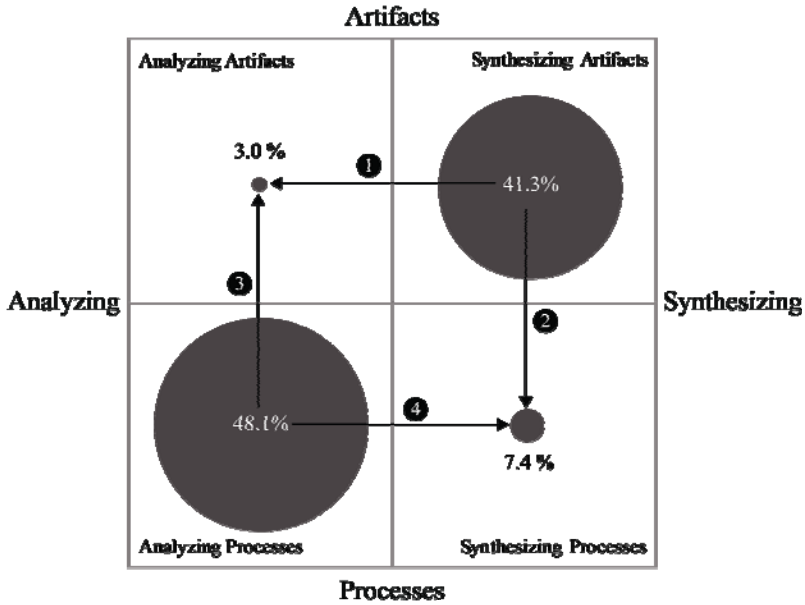 Artifacts
Analyzing Artifacts
Synthesizing Artifacts
3.0 %
1
41.3%
3
Analyzing
Synthesizing
2
4
48.1%
7.4 %
Analyzing Processes
Synthesizing Processes
Processes